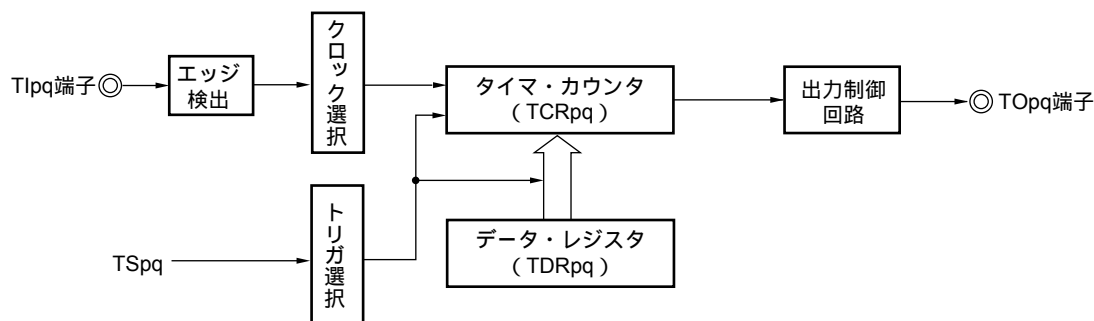 TIpq端子
エッジ
検出
クロック選択
タイマ・カウンタ
（TCRpq）
出力制御
回路
TOpq端子
TSpq
トリガ選択
データ・レジスタ
（TDRpq）